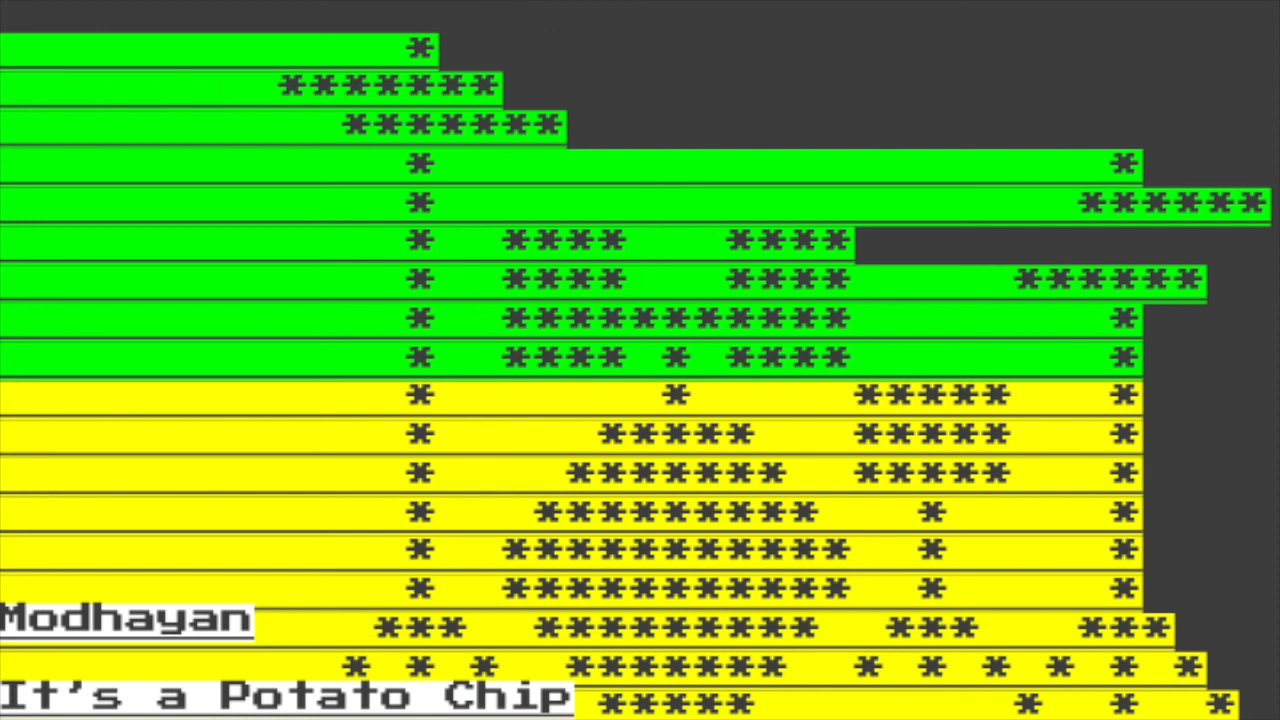 *
*******
*******
* *
* ******
* **** ****
* **** **** ******
* *********** *
* **** * **** *
* * ***** *
* ***** ***** *
* ******* ***** *
* ********* * *
* *********** * *
* *********** * *
Modhayan
*** ********* *** ***
* * * ******* * * * * * *
It's a Potato Chip
***** * * *